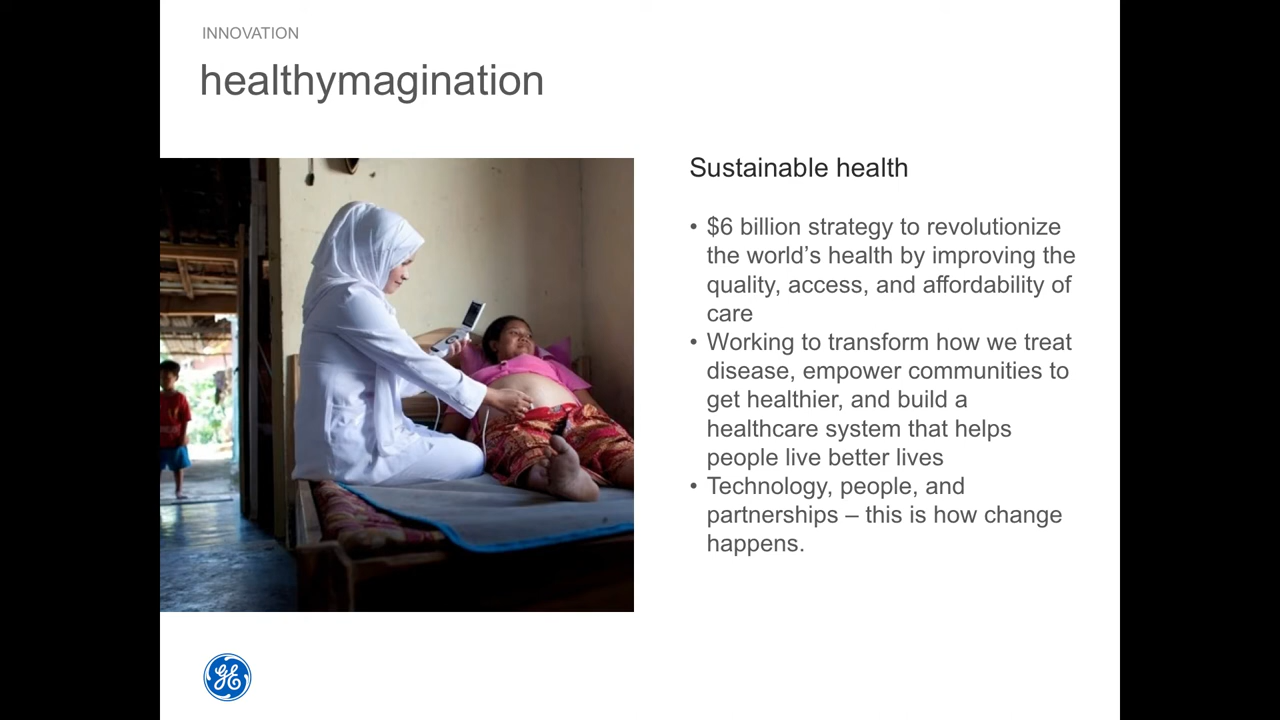 INNOVATION
healthymagination
Sustainable health
• $6 billion strategy to revolutionize
the world’s health by improving the
quality, access, and affordability of
care
• Working to transform how we treat
disease, empower communities to
get healthier, and build a
healthcare system that helps
people live better lives
• Technology, people, and
partnerships – this is how change
happens.
GE